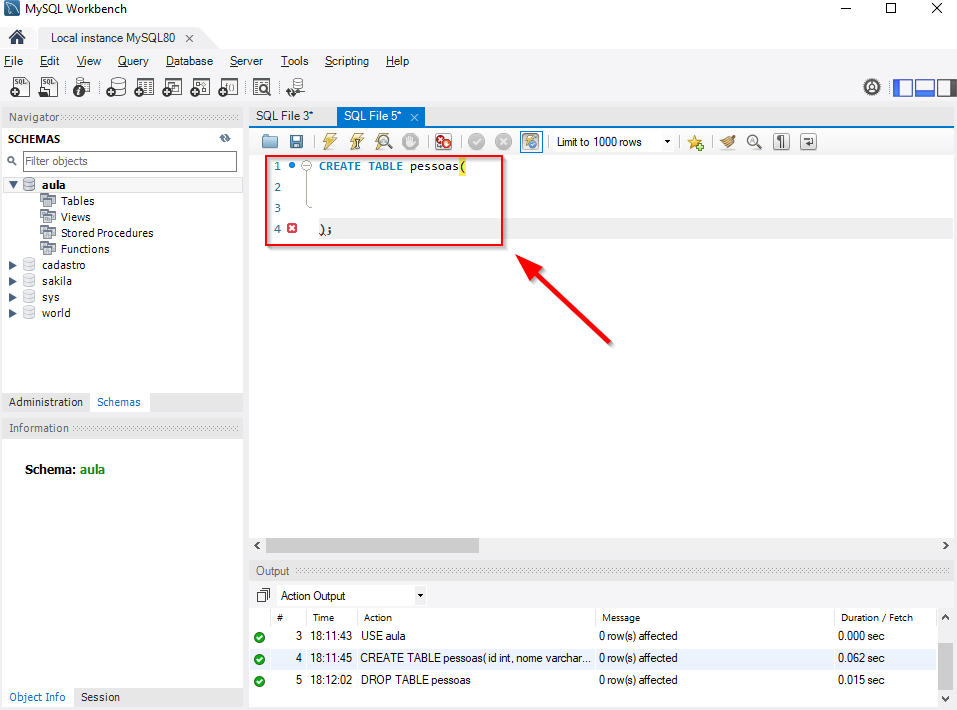 MySQL Workbench
Local instance MySQL80
File Edit View Query Database Server Tools Scripting Help
Navigator
SCHEMAS
Filter objects
aula
Tables
Views
Stored Procedures
Functions
cadastro
sakila
sys
world
Administration Schemas
Information
Schema: aula
Object Info Session
SQL File 3* SQL File 5*
Limit to 1000 rows
1 CREATE TABLE pessoas(
2
3
4 );
Output
Action Output
# Time Action Message Duration / Fetch
3 18:11:43 USE aula 0 row(s) affected 0.000 sec
4 18:11:45 CREATE TABLE pessoas( id int, nome varchar... 0 row(s) affected 0.062 sec
5 18:12:02 DROP TABLE pessoas 0 row(s) affected 0.015 sec